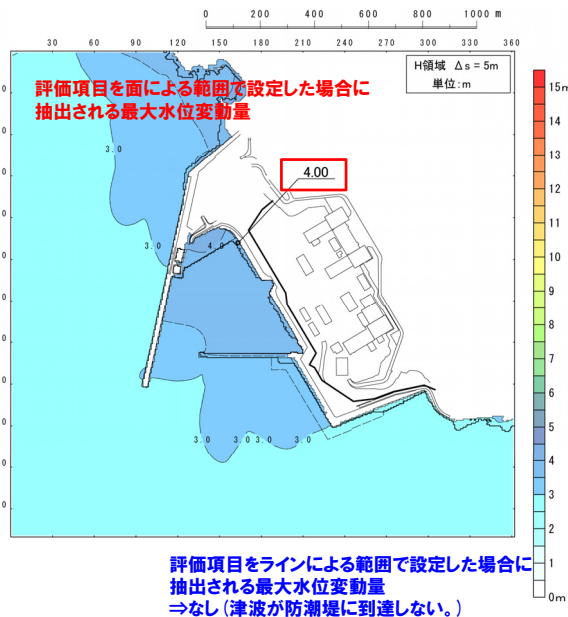 0 200 400 600 800 1000 m
30 60 90 120 150 180 210 240 270 300 330 360
H領域 Δs = 5m
単位:m
評価項目を面による範囲で設定した場合に
抽出される最大水位変動量
4.00
3.0
3.0
4.0
3.0 3.0 3.0 3.0
15m
14
13
12
11
10
9
8
7
6
5
4
3
2
1
0m
0
0
0
0
0
0
0
評価項目をラインによる範囲で設定した場合に
抽出される最大水位変動量
⇒なし(津波が防潮堤に到達しない。)